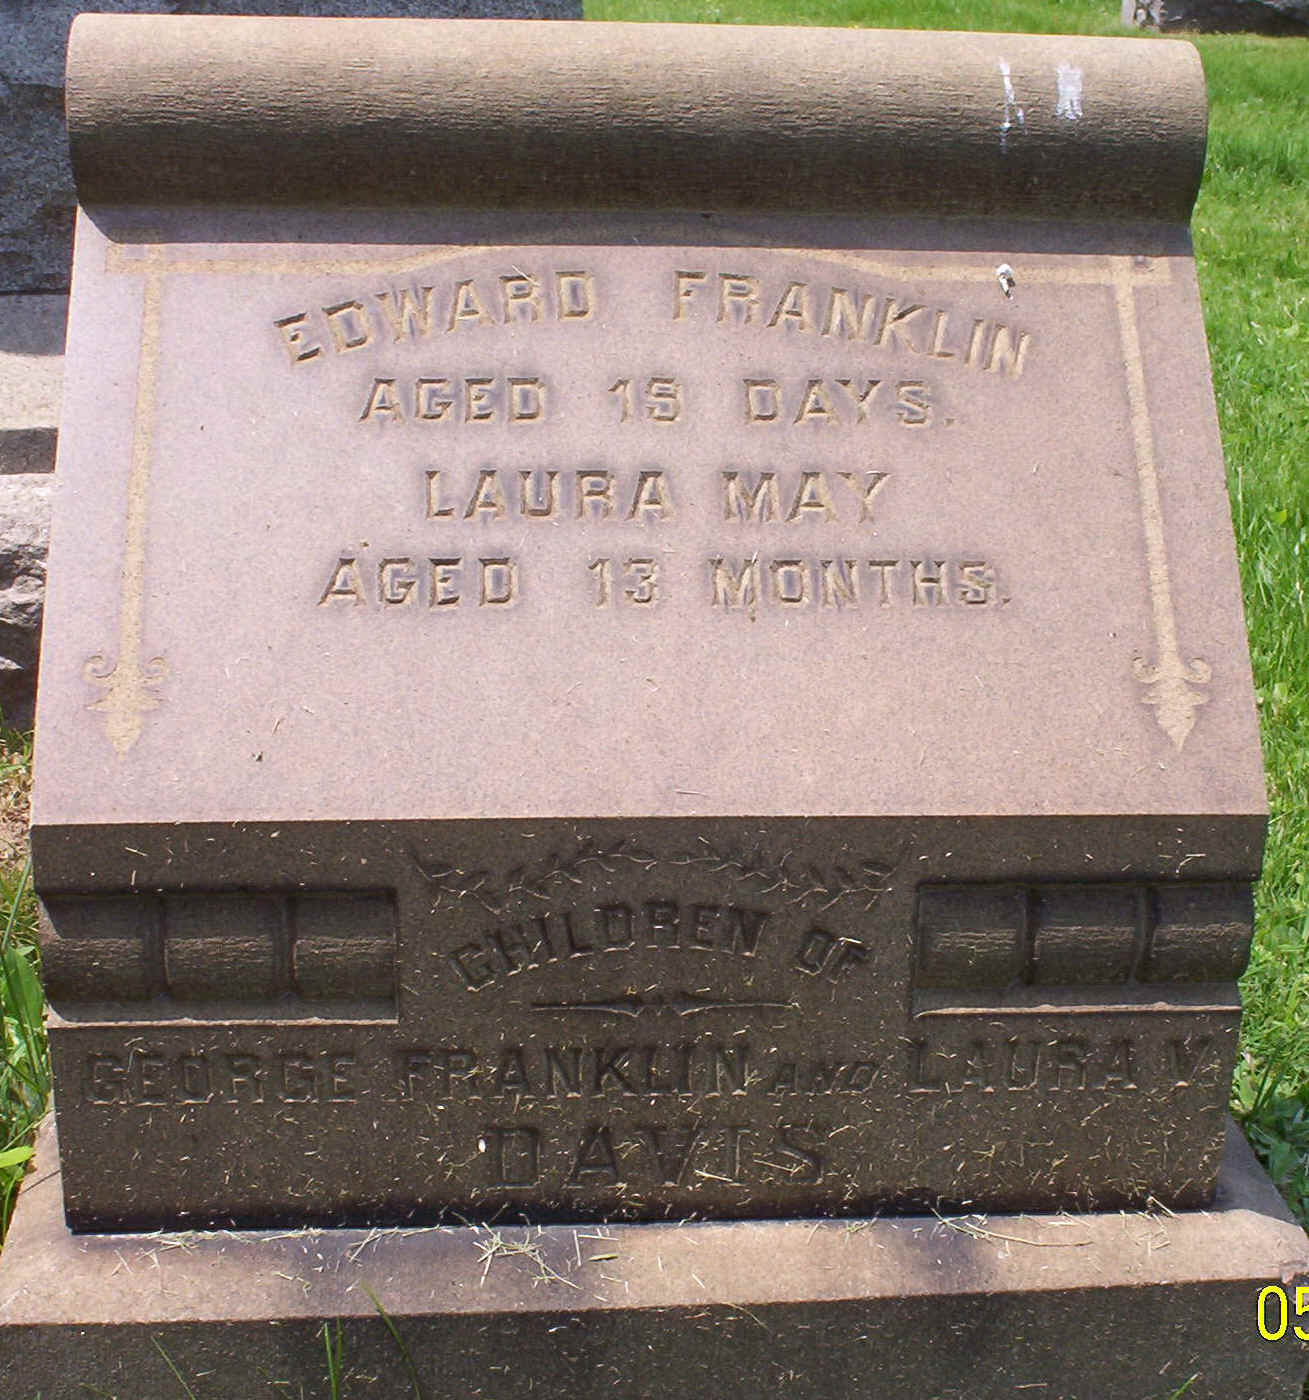 EDWARD FRANKLIN
AGED 15 DAYS.
LAURA MAY
AGED 13 MONTHS.
CHILDREN OF
GEORGE FRANKLIN AND LAURA V.
DAVIS
05